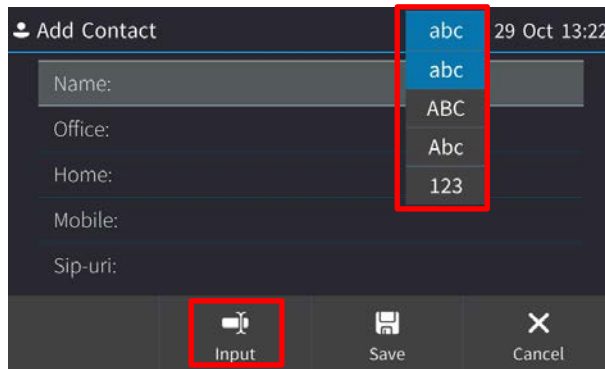 Add Contact abc 29 Oct 13:22
abc
Name:
ABC
Office:
Abc
Home:
123
Mobile:
Sip-uri:
Input Save Cancel